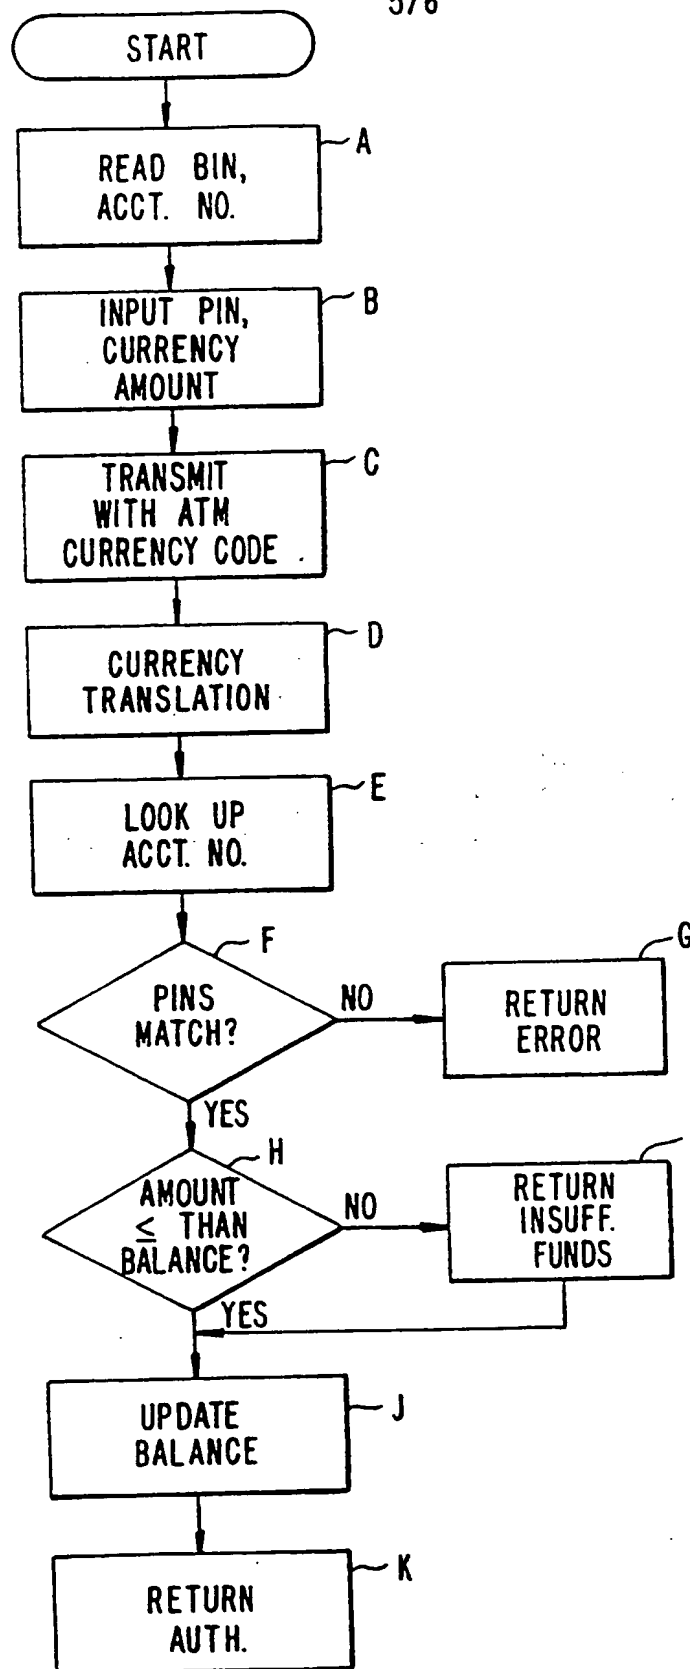 5/6
START
A
READ BIN,
ACCT. NO.
B
INPUT PIN,
CURRENCY
AMOUNT
C
TRANSMIT
WITH ATM
CURRENCY CODE
D
CURRENCY
TRANSLATION
E
LOOK UP
ACCT. NO.
F
PINS
MATCH?
NO
G
RETURN
ERROR
YES
H
AMOUNT
≤ THAN
BALANCE?
NO
RETURN
INSUFF.
FUNDS
YES
J
UPDATE
BALANCE
K
RETURN
AUTH.